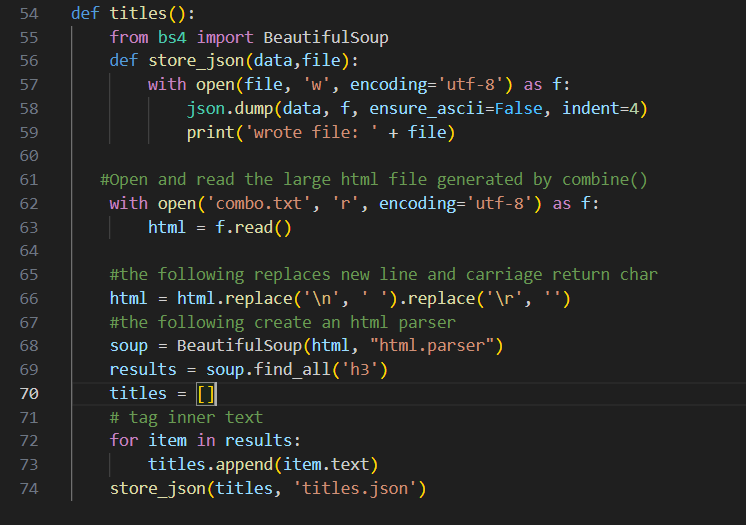 54 def titles():
55     from bs4 import BeautifulSoup
56     def store_json(data,file):
57         with open(file, 'w', encoding='utf-8') as f:
58             json.dump(data, f, ensure_ascii=False, indent=4)
59             print('wrote file: ' + file)
60
61    #Open and read the large html file generated by combine()
62     with open('combo.txt', 'r', encoding='utf-8') as f:
63         html = f.read()
64
65     #the following replaces new line and carriage return char
66     html = html.replace('\n', ' ').replace('\r', '')
67     #the following create an html parser
68     soup = BeautifulSoup(html, "html.parser")
69     results = soup.find_all('h3')
70     titles = []
71     # tag inner text
72     for item in results:
73         titles.append(item.text)
74     store_json(titles, 'titles.json')